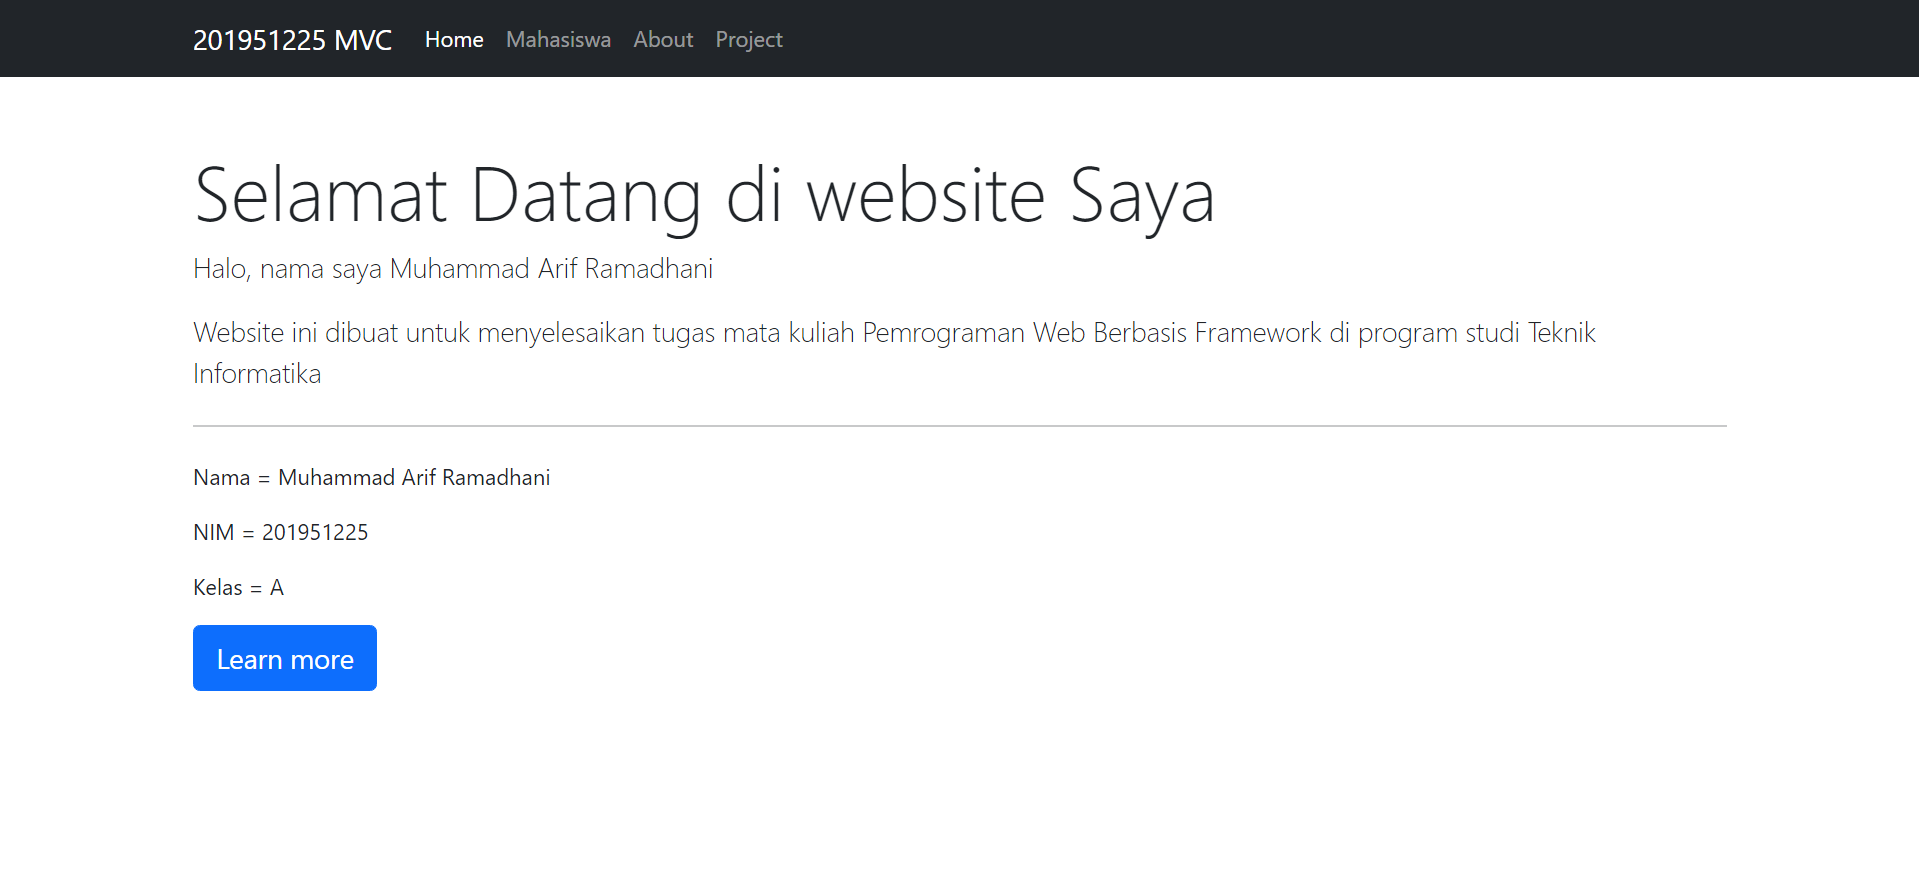 201951225 MVC Home Mahasiswa About Project
Selamat Datang di website Saya
Halo, nama saya Muhammad Arif Ramadhani
Website ini dibuat untuk menyelesaikan tugas mata kuliah Pemrograman Web Berbasis Framework di program studi Teknik
Informatika
Nama = Muhammad Arif Ramadhani
NIM = 201951225
Kelas = A
Learn more